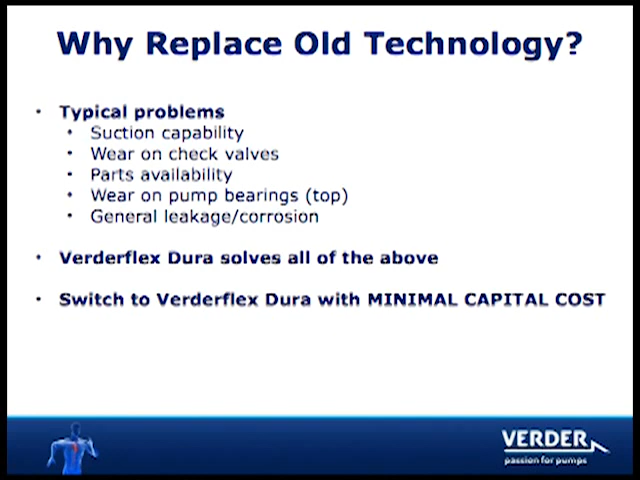 Why Replace Old Technology?
• Typical problems
• Suction capability
• Wear on check valves
• Parts availability
• Wear on pump bearings (top)
• General leakage/corrosion
• Verderflex Dura solves all of the above
• Switch to Verderflex Dura with MINIMAL CAPITAL COST
VERDER
passion for pumps